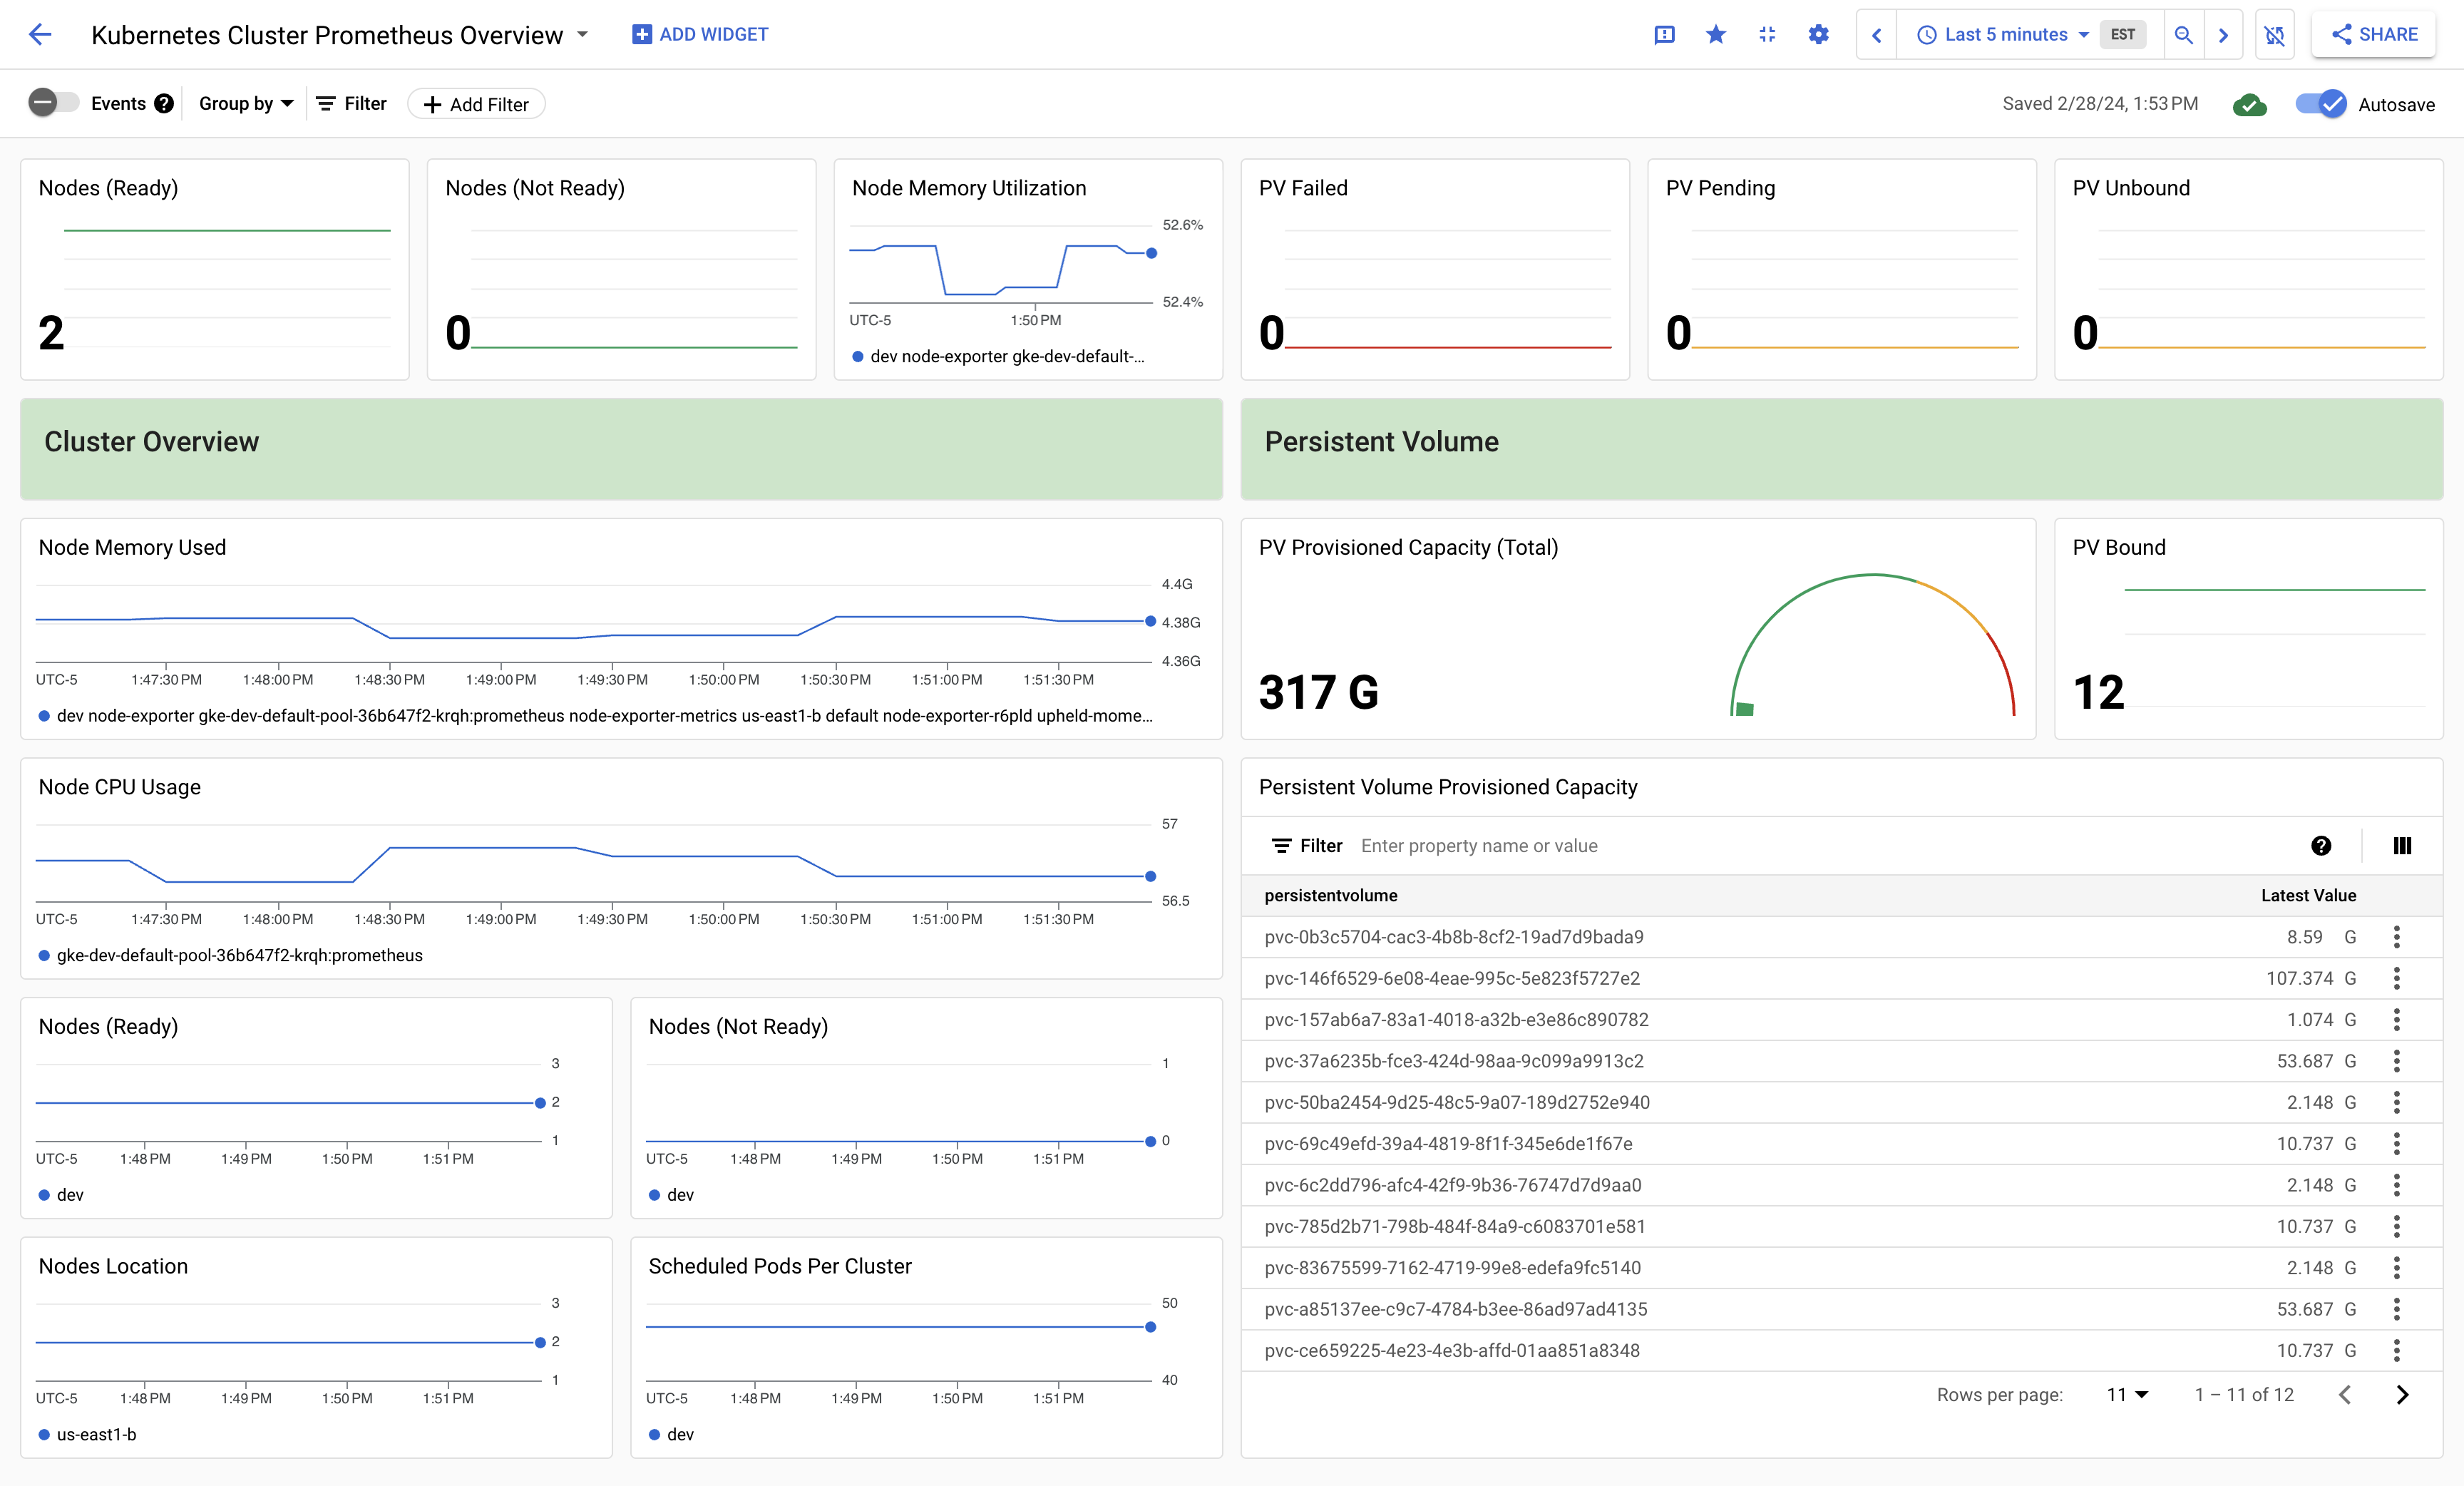 Kubernetes Cluster Prometheus Overview
ADD WIDGET
Last 5 minutes
EST
SHARE
Events
Group by
Filter
Add Filter
Saved 2/28/24, 1:53 PM
Autosave
Nodes (Ready)
2
Nodes (Not Ready)
0
Node Memory Utilization
52.6%
52.4%
UTC-5 1:50 PM
dev node-exporter gke-dev-default-...
PV Failed
0
PV Pending
0
PV Unbound
0
Cluster Overview
Persistent Volume
Node Memory Used
4.4G
4.38G
4.36G
UTC-5 1:47:30 PM 1:48:00 PM 1:48:30 PM 1:49:00 PM 1:49:30 PM 1:50:00 PM 1:50:30 PM 1:51:00 PM 1:51:30 PM
dev node-exporter gke-dev-default-pool-36b647f2-krqh:prometheus node-exporter-metrics us-east1-b default node-exporter-r6pld upheld-mome...
PV Provisioned Capacity (Total)
317 G
PV Bound
12
Node CPU Usage
57
56.5
UTC-5 1:47:30 PM 1:48:00 PM 1:48:30 PM 1:49:00 PM 1:49:30 PM 1:50:00 PM 1:50:30 PM 1:51:00 PM 1:51:30 PM
gke-dev-default-pool-36b647f2-krqh:prometheus
Nodes (Ready)
3
2
1
UTC-5 1:48 PM 1:49 PM 1:50 PM 1:51 PM
dev
Nodes (Not Ready)
1
0
UTC-5 1:48 PM 1:49 PM 1:50 PM 1:51 PM
dev
Nodes Location
3
2
1
UTC-5 1:48 PM 1:49 PM 1:50 PM 1:51 PM
us-east1-b
Scheduled Pods Per Cluster
50
40
UTC-5 1:48 PM 1:49 PM 1:50 PM 1:51 PM
dev
Persistent Volume Provisioned Capacity
Filter Enter property name or value
persistentvolume Latest Value
pvc-0b3c5704-cac3-4b8b-8cf2-19ad7d9bada9 8.59 G
pvc-146f6529-6e08-4eae-995c-5e823f5727e2 107.374 G
pvc-157ab6a7-83a1-4018-a32b-e3e86c890782 1.074 G
pvc-37a6235b-fce3-424d-98aa-9c099a9913c2 53.687 G
pvc-50ba2454-9d25-48c5-9a07-189d2752e940 2.148 G
pvc-69c49efd-39a4-4819-8f1f-345e6de1f67e 10.737 G
pvc-6c2dd796-afc4-42f9-9b36-76747d7d9aa0 2.148 G
pvc-785d2b71-798b-484f-84a9-c6083701e581 10.737 G
pvc-83675599-7162-4719-99e8-edefa9fc5140 2.148 G
pvc-a85137ee-c9c7-4784-b3ee-86ad97ad4135 53.687 G
pvc-ce659225-4e23-4e3b-affd-01aa851a8348 10.737 G
Rows per page: 11 1 – 11 of 12